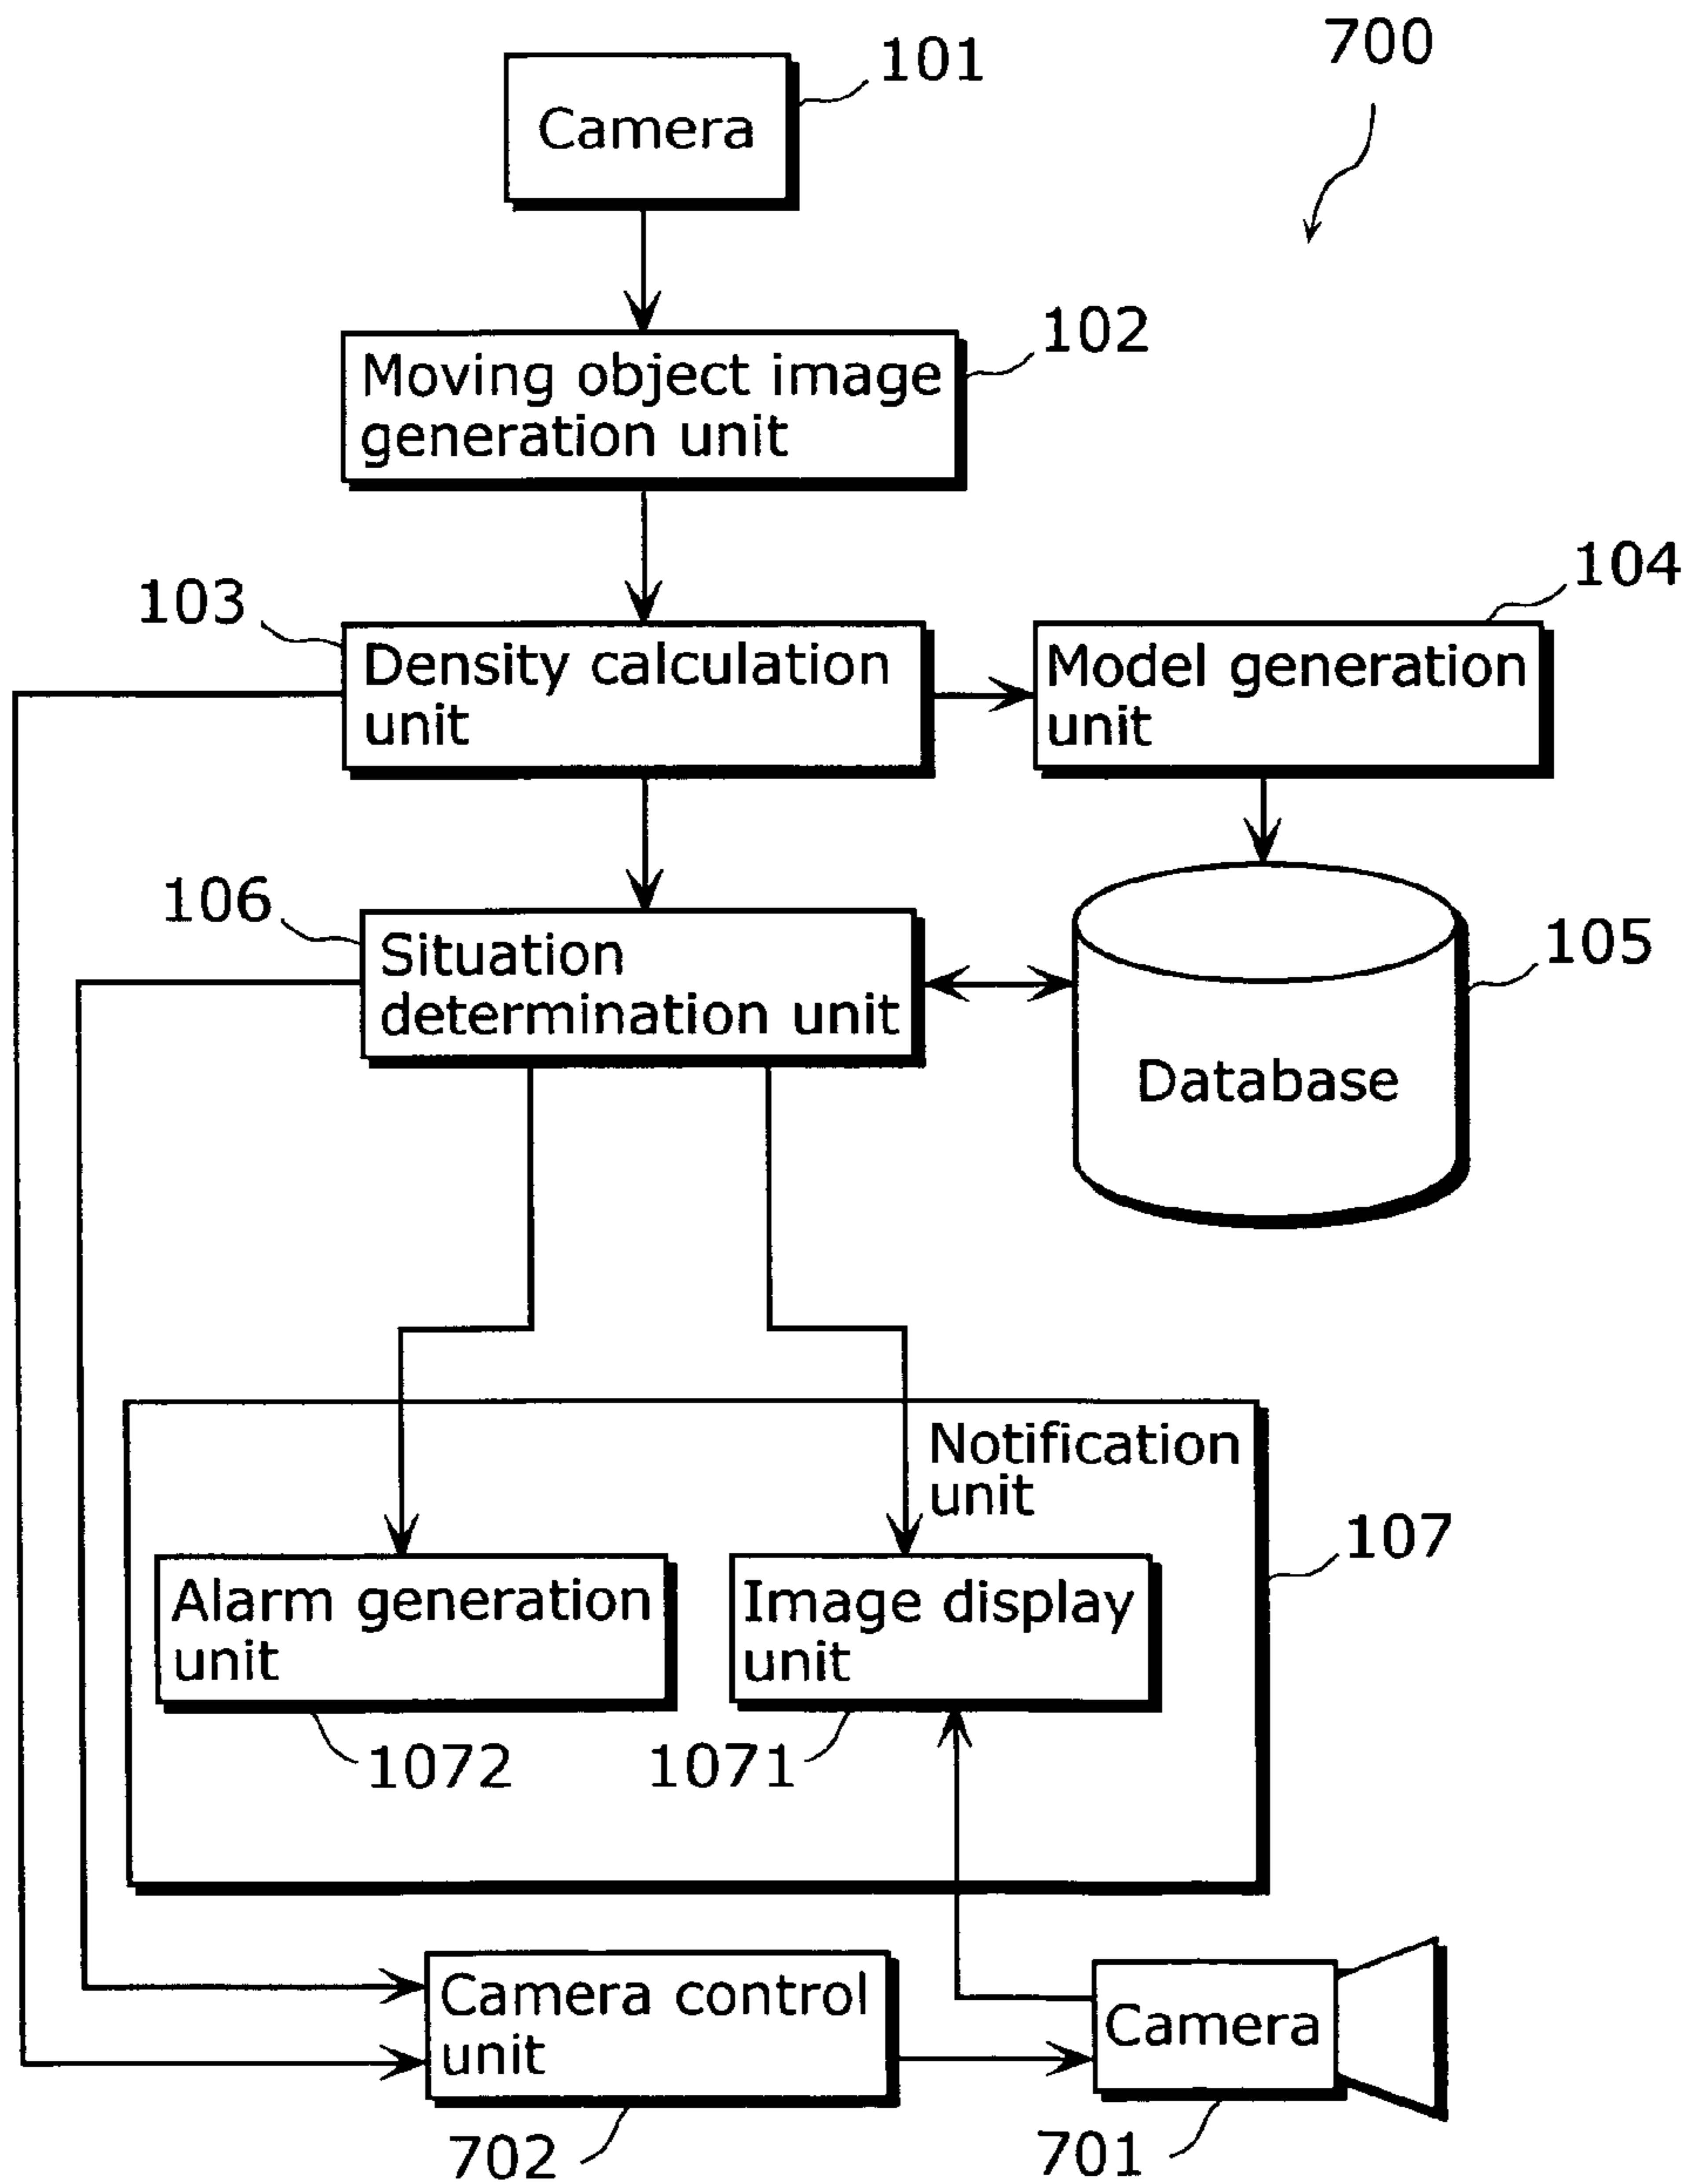 700
101
Camera
102
Moving object image
generation unit
103
Density calculation
unit
104
Model generation
unit
106
Situation
determination unit
105
Database
Notification
unit
107
Alarm generation
unit
Image display
unit
1072
1071
Camera control
unit
Camera
702
701